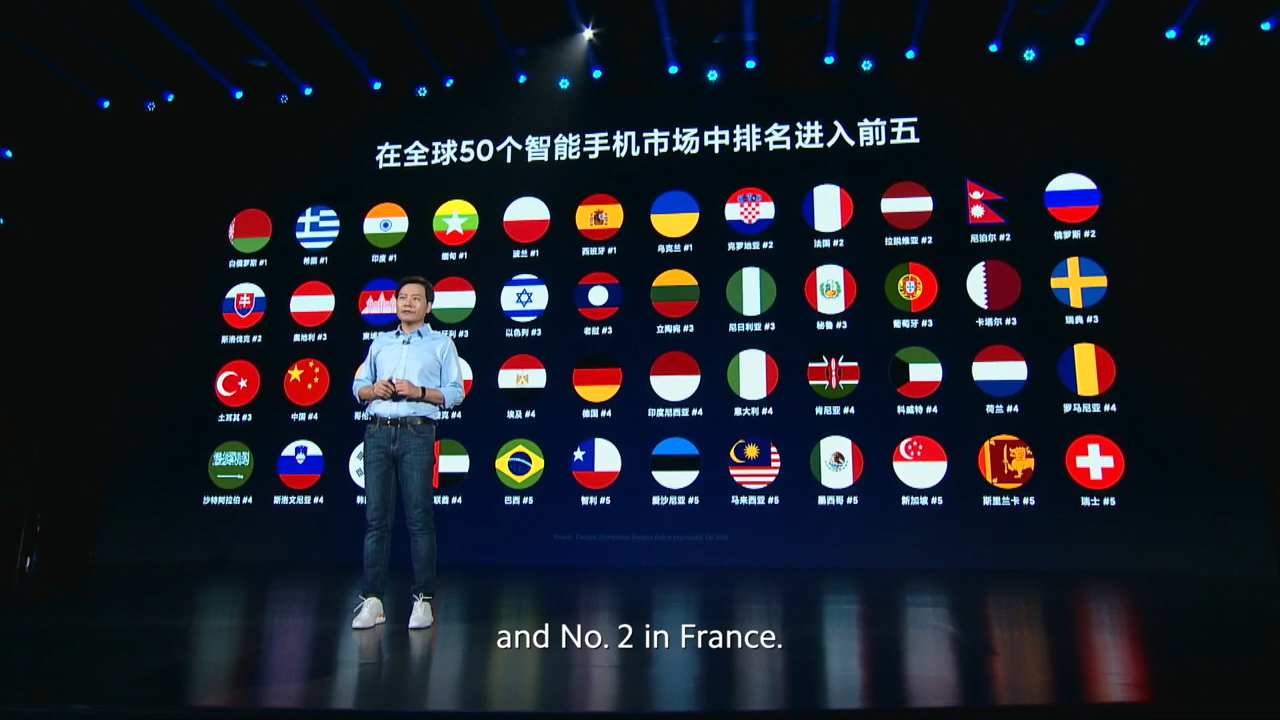 在全球50个智能手机市场中排名进入前五
白俄罗斯 #1 希腊 #1 印度 #1 缅甸 #1 波兰 #1 西班牙 #1 乌克兰 #1 克罗地亚 #2 法国 #2 拉脱维亚 #2 尼泊尔 #2 俄罗斯 #2
斯洛伐克 #2 奥地利 #3 #3 以色列 #3 老挝 #3 立陶宛 #3 尼日利亚 #3 秘鲁 #3 葡萄牙 #3 卡塔尔 #3 瑞典 #3
土耳其 #3 中国 #4 #4 埃及 #4 德国 #4 印度尼西亚 #4 意大利 #4 肯尼亚 #4 科威特 #4 荷兰 #4 罗马尼亚 #4
沙特阿拉伯 #4 斯洛文尼亚 #4 联酋 #4 巴西 #5 智利 #5 爱沙尼亚 #5 马来西亚 #5 墨西哥 #5 新加坡 #5 斯里兰卡 #5 瑞士 #5
and No. 2 in France.